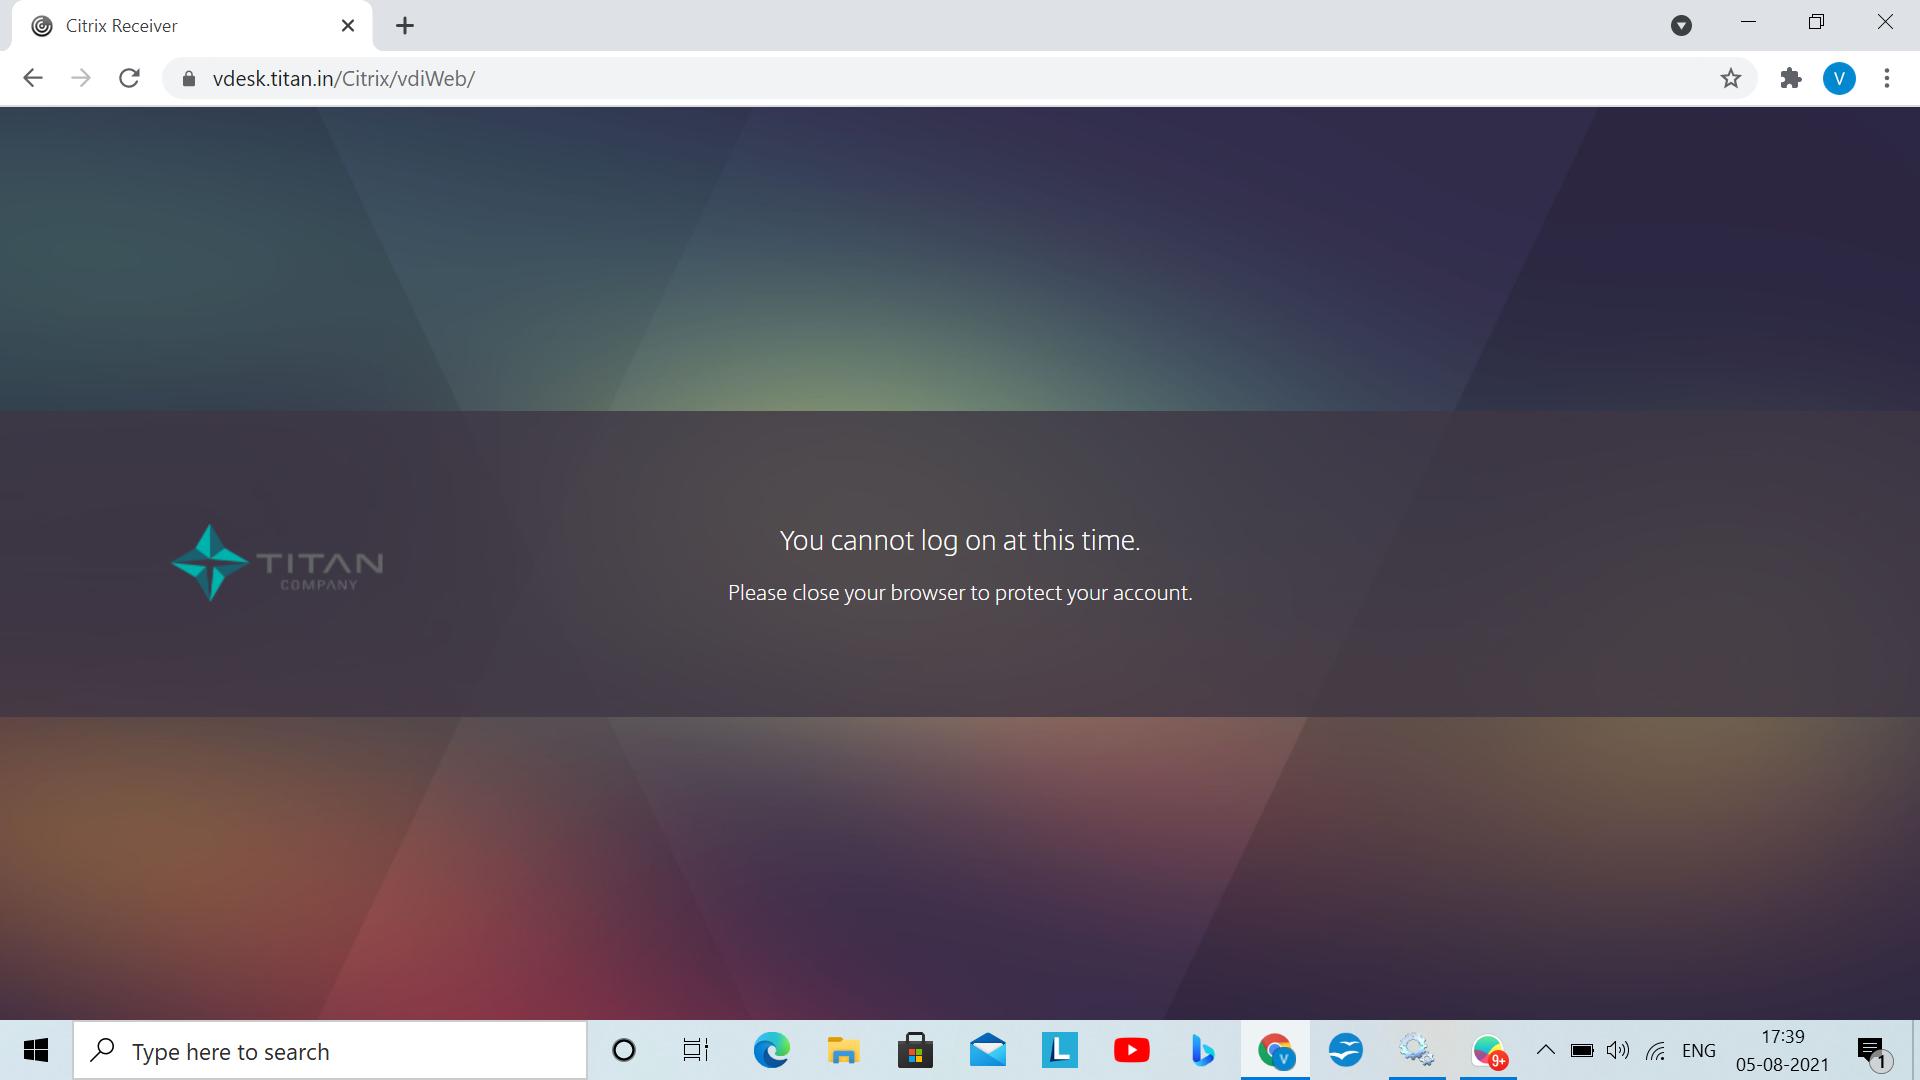 Citrix Receiver
vdesk.titan.in/Citrix/vdiWeb/
V
TITAN
COMPANY
You cannot log on at this time.
Please close your browser to protect your account.
Type here to search
L
V
9+
ENG
17:39
05-08-2021
1